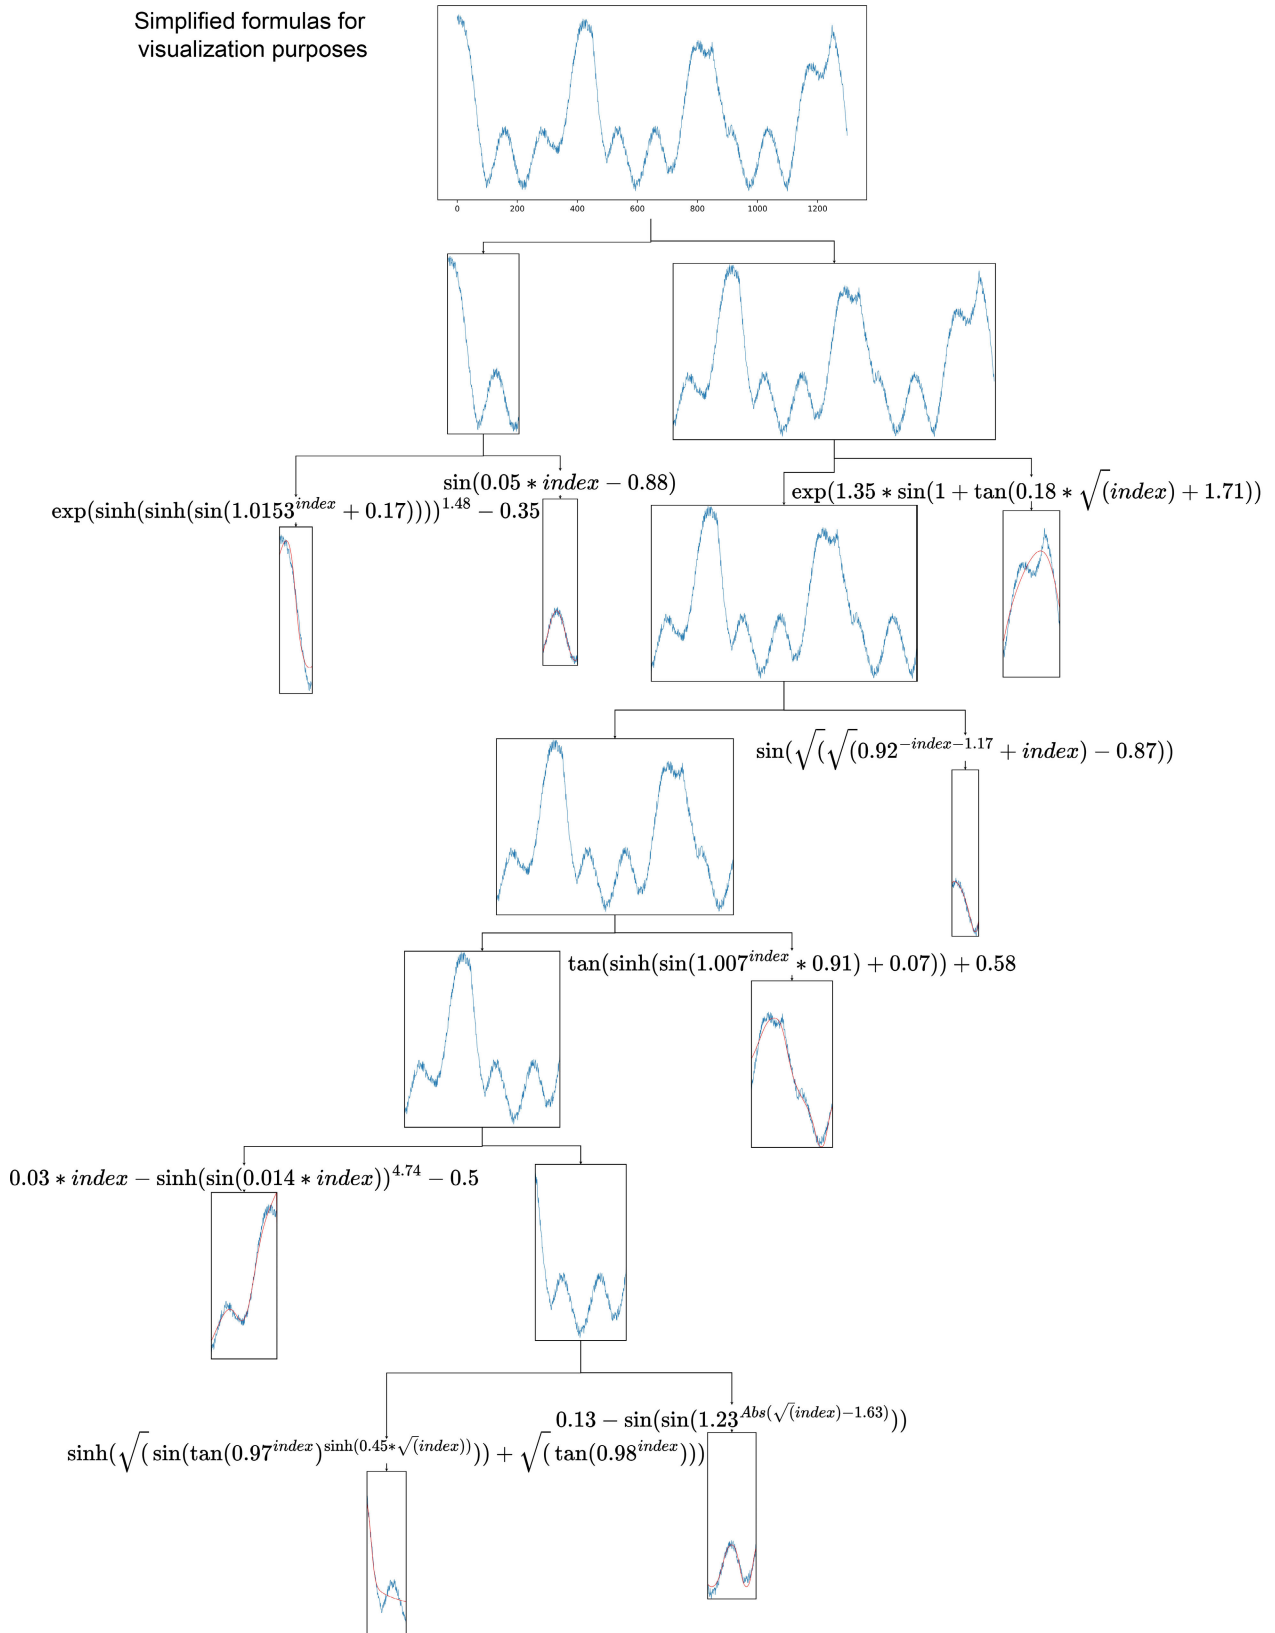 Simplified formulas for
visualization purposes
0 200 400 600 800 1000 1200
sin(0.05 * index − 0.88)
exp(sinh(sinh(sin(1.0153^{index} + 0.17))))^{1.48} − 0.35
exp(1.35 * sin(1 + tan(0.18 * √(index) + 1.71))
sin(√(√(0.92^{−index−1.17} + index) − 0.87))
tan(sinh(sin(1.007^{index} * 0.91) + 0.07)) + 0.58
0.03 * index − sinh(sin(0.014 * index))^{4.74} − 0.5
0.13 − sin(sin(1.23^{Abs(√(index)−1.63)}))
sinh(√(sin(tan(0.97^{index})^{sinh(0.45*√(index))})) + √(tan(0.98^{index})))